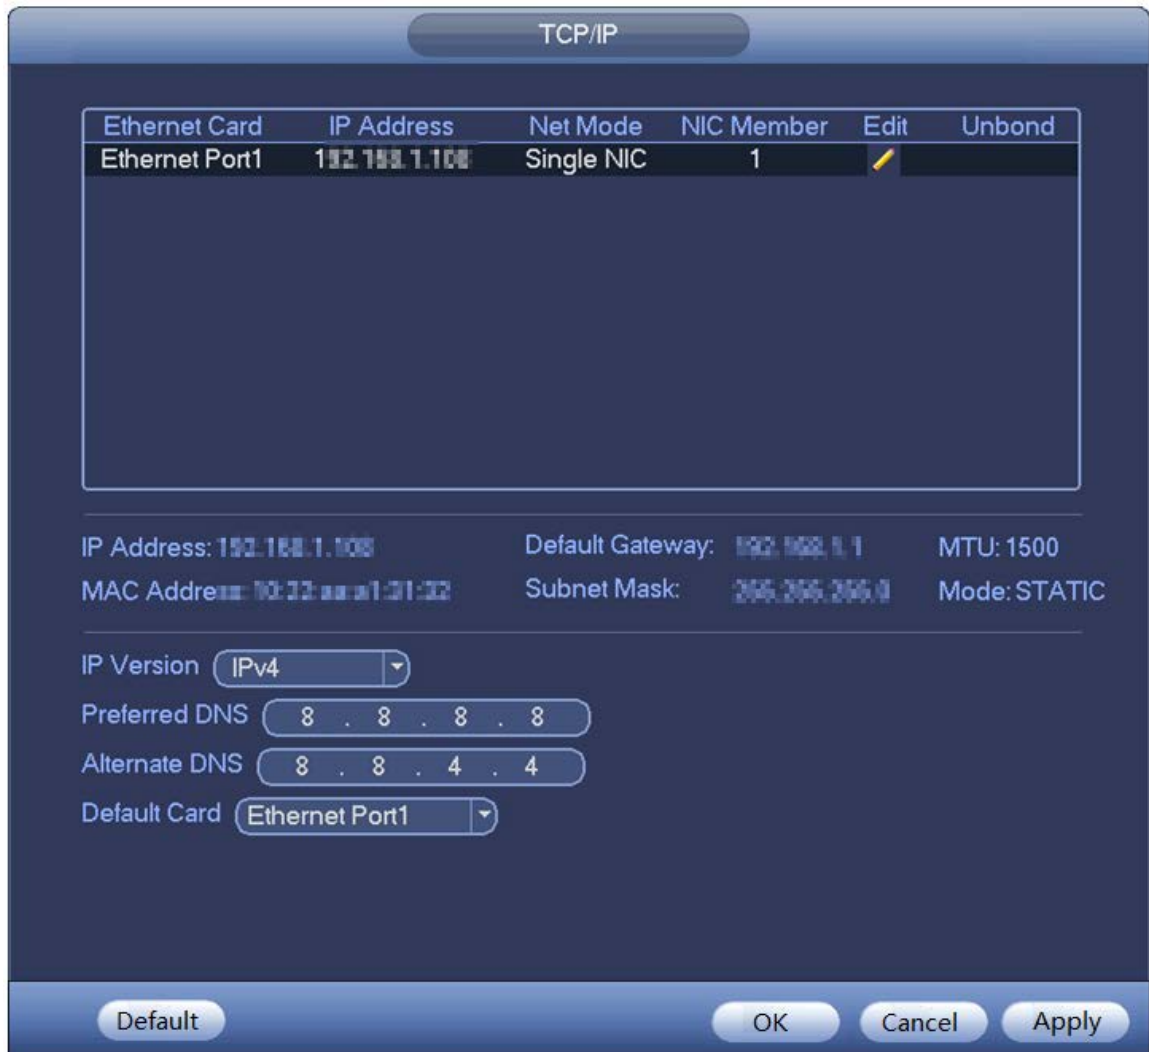 TCP/IP
Ethernet Card IP Address Net Mode NIC Member Edit Unbond
Ethernet Port1 Single NIC 1
IP Address: Default Gateway: MTU: 1500
MAC Subnet Mask: Mode: STATIC
IP Version IPv4
Preferred DNS 8 . 8 . 8 . 8
Alternate DNS 8 . 8 . 4 . 4
Default Card Ethernet Port1
Default OK Cancel Apply